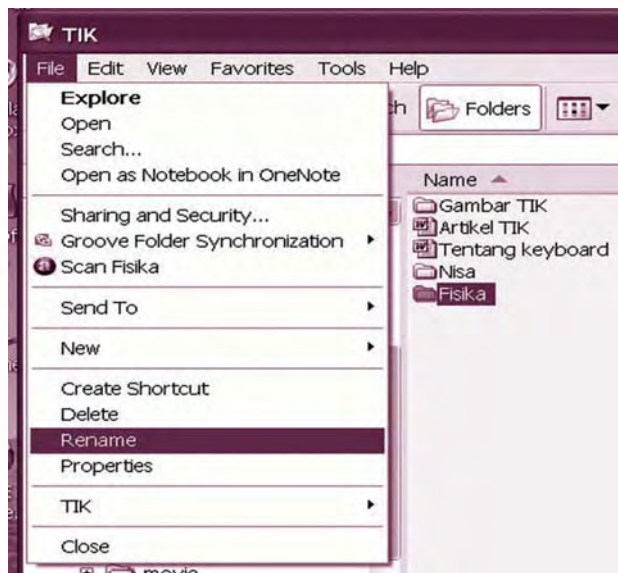 TIK
File Edit View Favorites Tools Help
Explore
Open
Search...
Open as Notebook in OneNote
Sharing and Security...
Groove Folder Synchronization
Scan Fisika
Send To
New
Create Shortcut
Delete
Rename
Properties
TIK
Close
Folders
Name
Gambar TIK
Artikel TIK
Tentang keyboard
Nisa
Fisika
movie